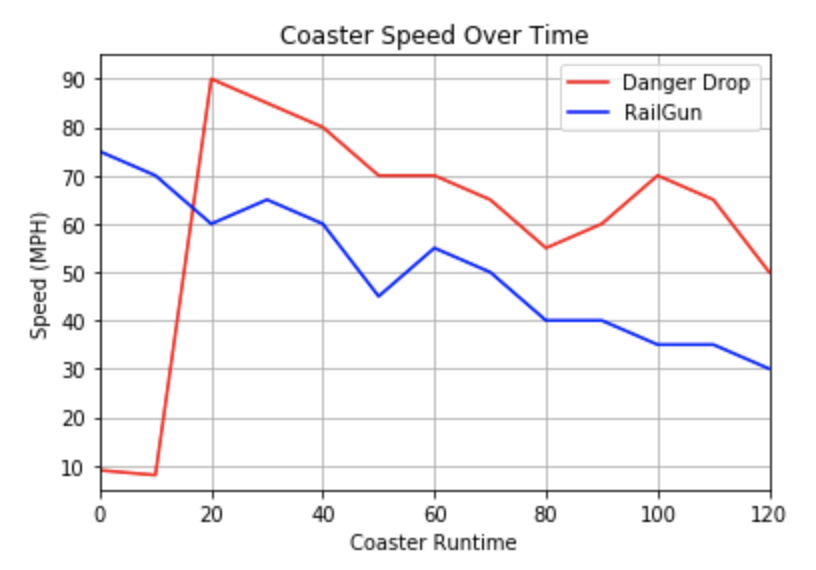 Coaster Speed Over Time
Danger Drop
RailGun
Speed (MPH)
90
80
70
60
50
40
30
20
10
0 20 40 60 80 100 120
Coaster Runtime